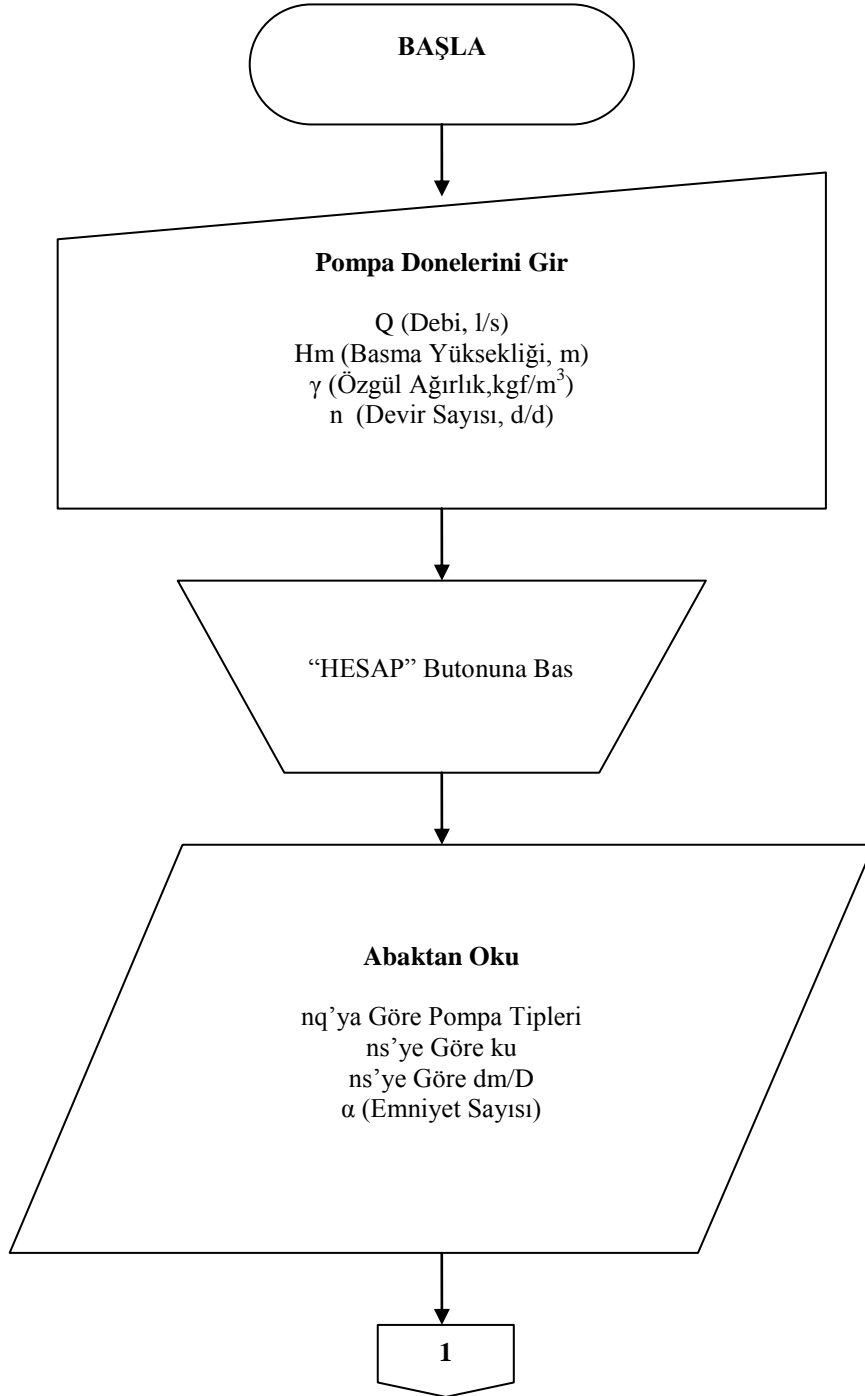 BAŞLA
Pompa Donelerini Gir
Q (Debi, l/s)
Hm (Basma Yüksekliği, m)
γ (Özgül Ağırlık,kgf/m³)
n (Devir Sayısı, d/d)
“HESAP” Butonuna Bas
Abaktan Oku
nq’ya Göre Pompa Tipleri
ns’ye Göre ku
ns’ye Göre dm/D
α (Emniyet Sayısı)
1